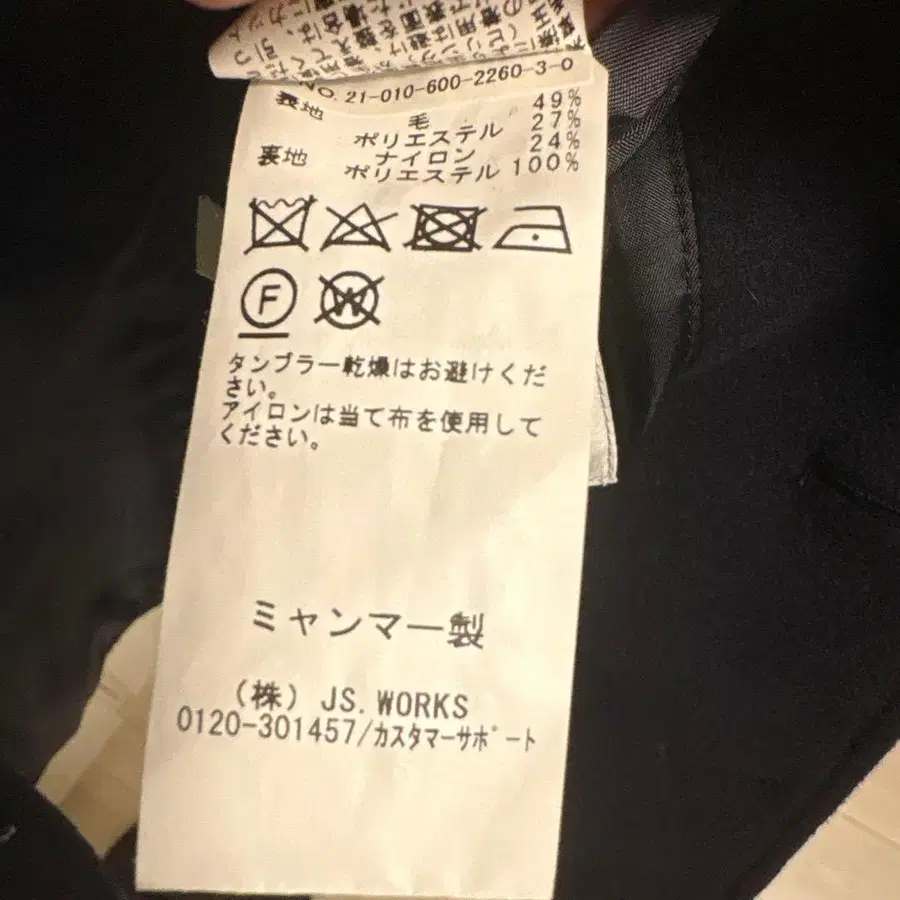 NO. 21-010-600-2260-3-0
表地
毛 49%
ポリエステル 27%
ナイロン 24%
裏地 ポリエステル 100%
F
W
タンブラー乾燥はお避けくだ
さい。
アイロンは当て布を使用して
ください。
ミャンマー製
(株) JS.WORKS
0120-301457/カスタマーサポート